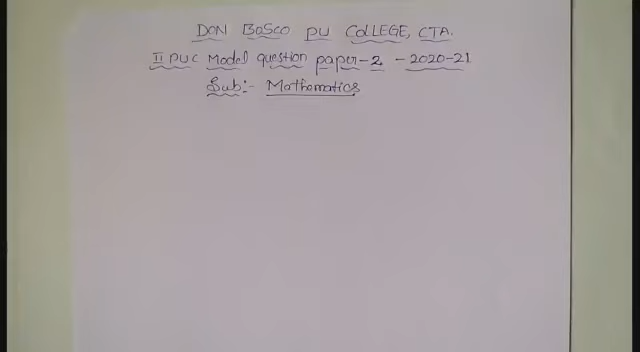 DON BOSCO PU COLLEGE, CTA.
II PUC Model question paper-2 - 2020-21
Sub:- Mathematics